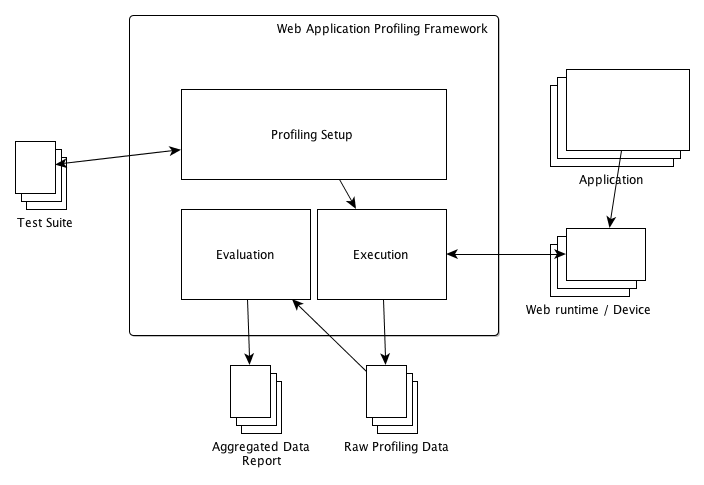 Web Application Profiling Framework
Profiling Setup
Application
Test Suite
Evaluation
Execution
Web runtime / Device
Aggregated Data
Report
Raw Profiling Data